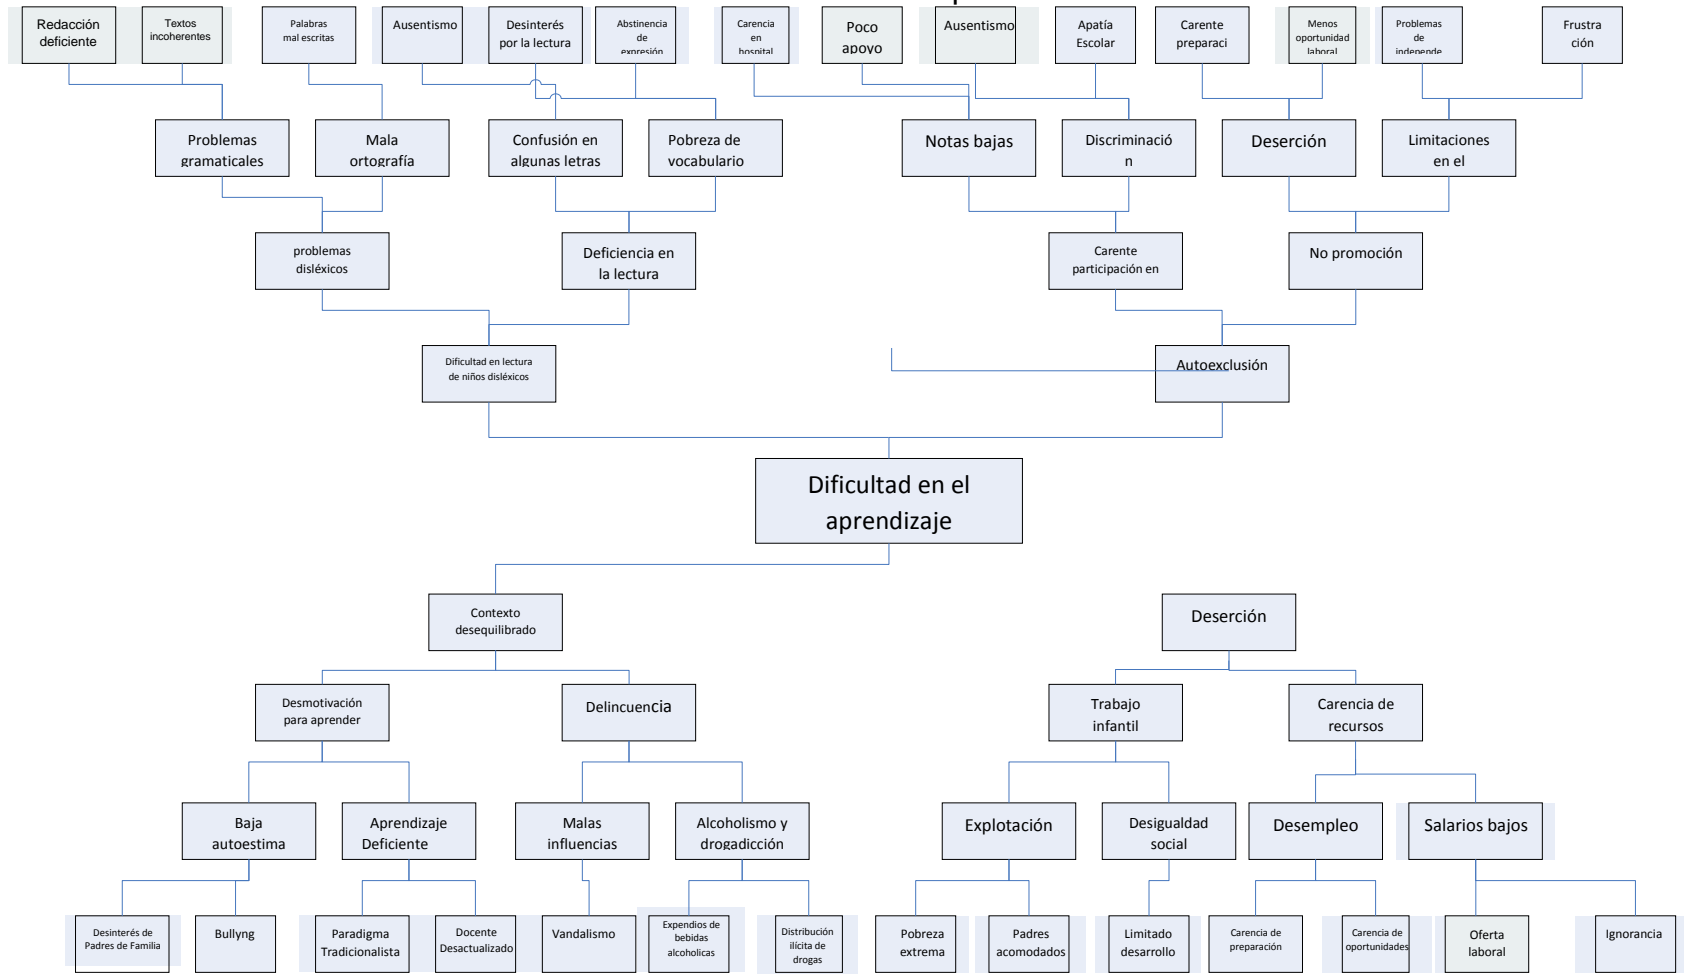 Redacción
deficiente
Textos
incoherentes
Palabras
mal escritas
Ausentismo
Desinterés
por la lectura
Abstinencia
de
expresión
Carencia
en
hospital
Poco
apoyo
Ausentismo
Apatía
Escolar
Carente
preparaci
Menos
oportunidad
laboral
Problemas
de
independe
Frustra
ción
Problemas
gramaticales
Mala
ortografía
Confusión en
algunas letras
Pobreza de
vocabulario
Notas bajas
Discriminació
n
Deserción
Limitaciones
en el
problemas
disléxicos
Deficiencia en
la lectura
Carente
participación en
No promoción
Dificultad en lectura
de niños disléxicos
Autoexclusión
Dificultad en el
aprendizaje
Contexto
desequilibrado
Deserción
Desmotivación
para aprender
Delincuencia
Trabajo
infantil
Carencia de
recursos
Baja
autoestima
Aprendizaje
Deficiente
Malas
influencias
Alcoholismo y
drogadicción
Explotación
Desigualdad
social
Desempleo
Salarios bajos
Desinterés de
Padres de Familia
Bullyng
Paradigma
Tradicionalista
Docente
Desactualizado
Vandalismo
Expendios de
bebidas
alcoholicas
Distribución
ilícita de
drogas
Pobreza
extrema
Padres
acomodados
Limitado
desarrollo
Carencia de
preparación
Carencia de
oportunidades
Oferta
laboral
Ignorancia